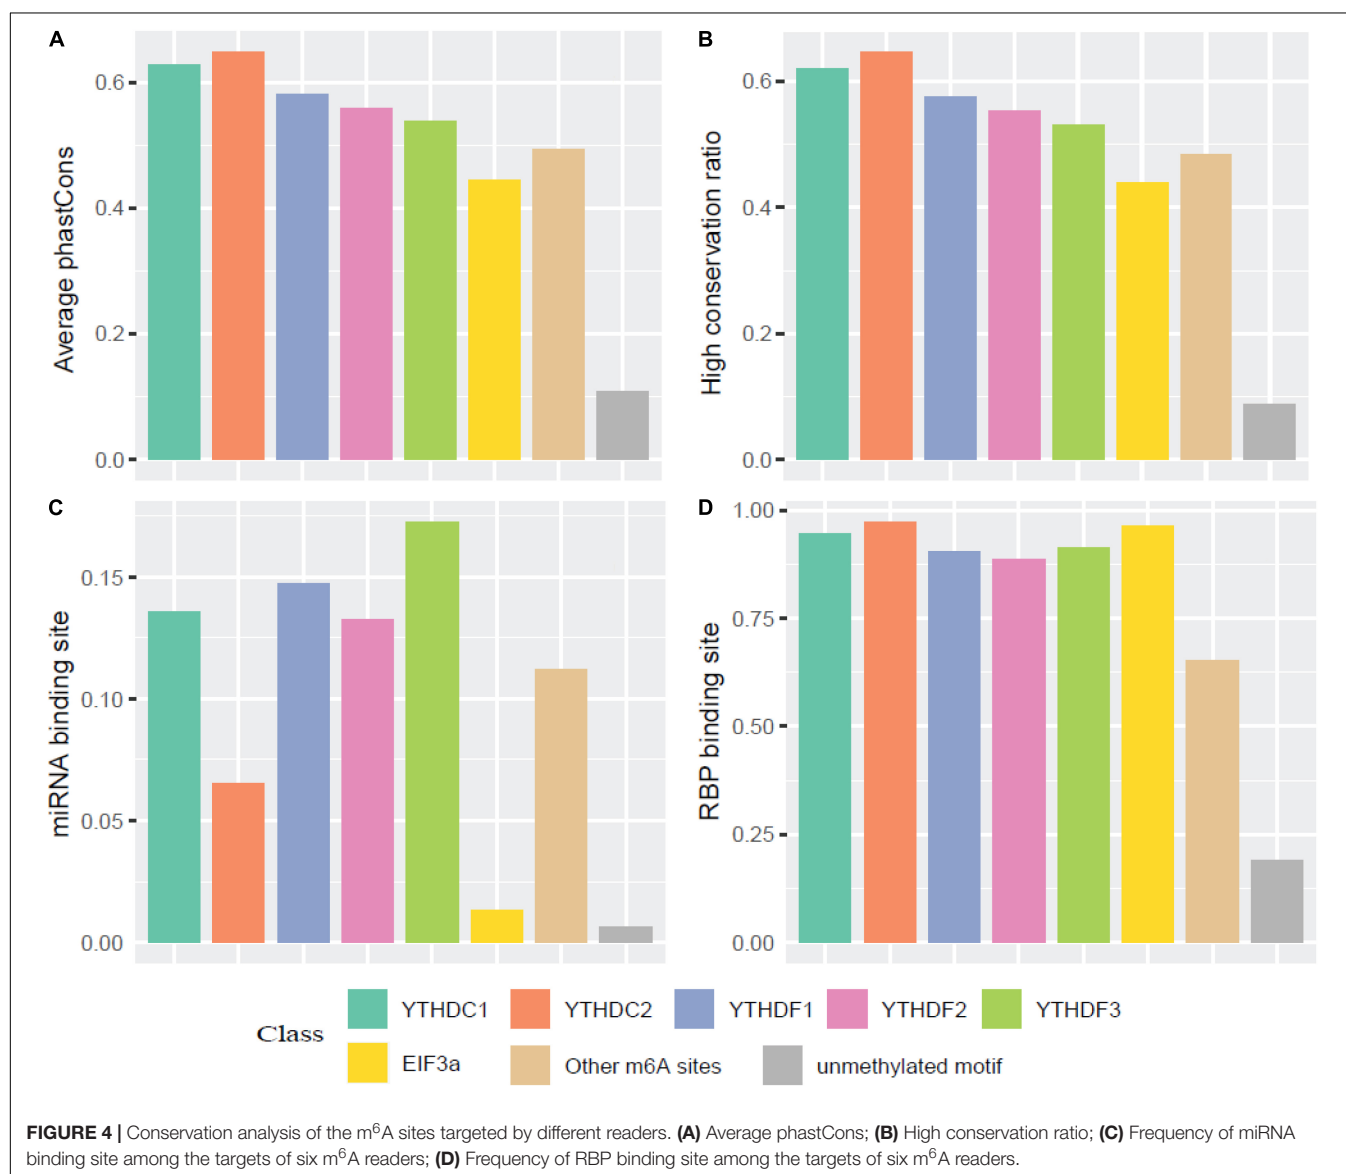 A
Average phastCons
0.6
0.4
0.2
0.0
B
High conservation ratio
0.6
0.4
0.2
0.0
C
miRNA binding site
0.15
0.10
0.05
0.00
D
RBP binding site
1.00
0.75
0.50
0.25
0.00
Class
YTHDC1 YTHDC2 YTHDF1 YTHDF2 YTHDF3
EIF3a Other m6A sites unmethylated motif
FIGURE 4 | Conservation analysis of the m⁶A sites targeted by different readers. (A) Average phastCons; (B) High conservation ratio; (C) Frequency of miRNA
binding site among the targets of six m⁶A readers; (D) Frequency of RBP binding site among the targets of six m⁶A readers.